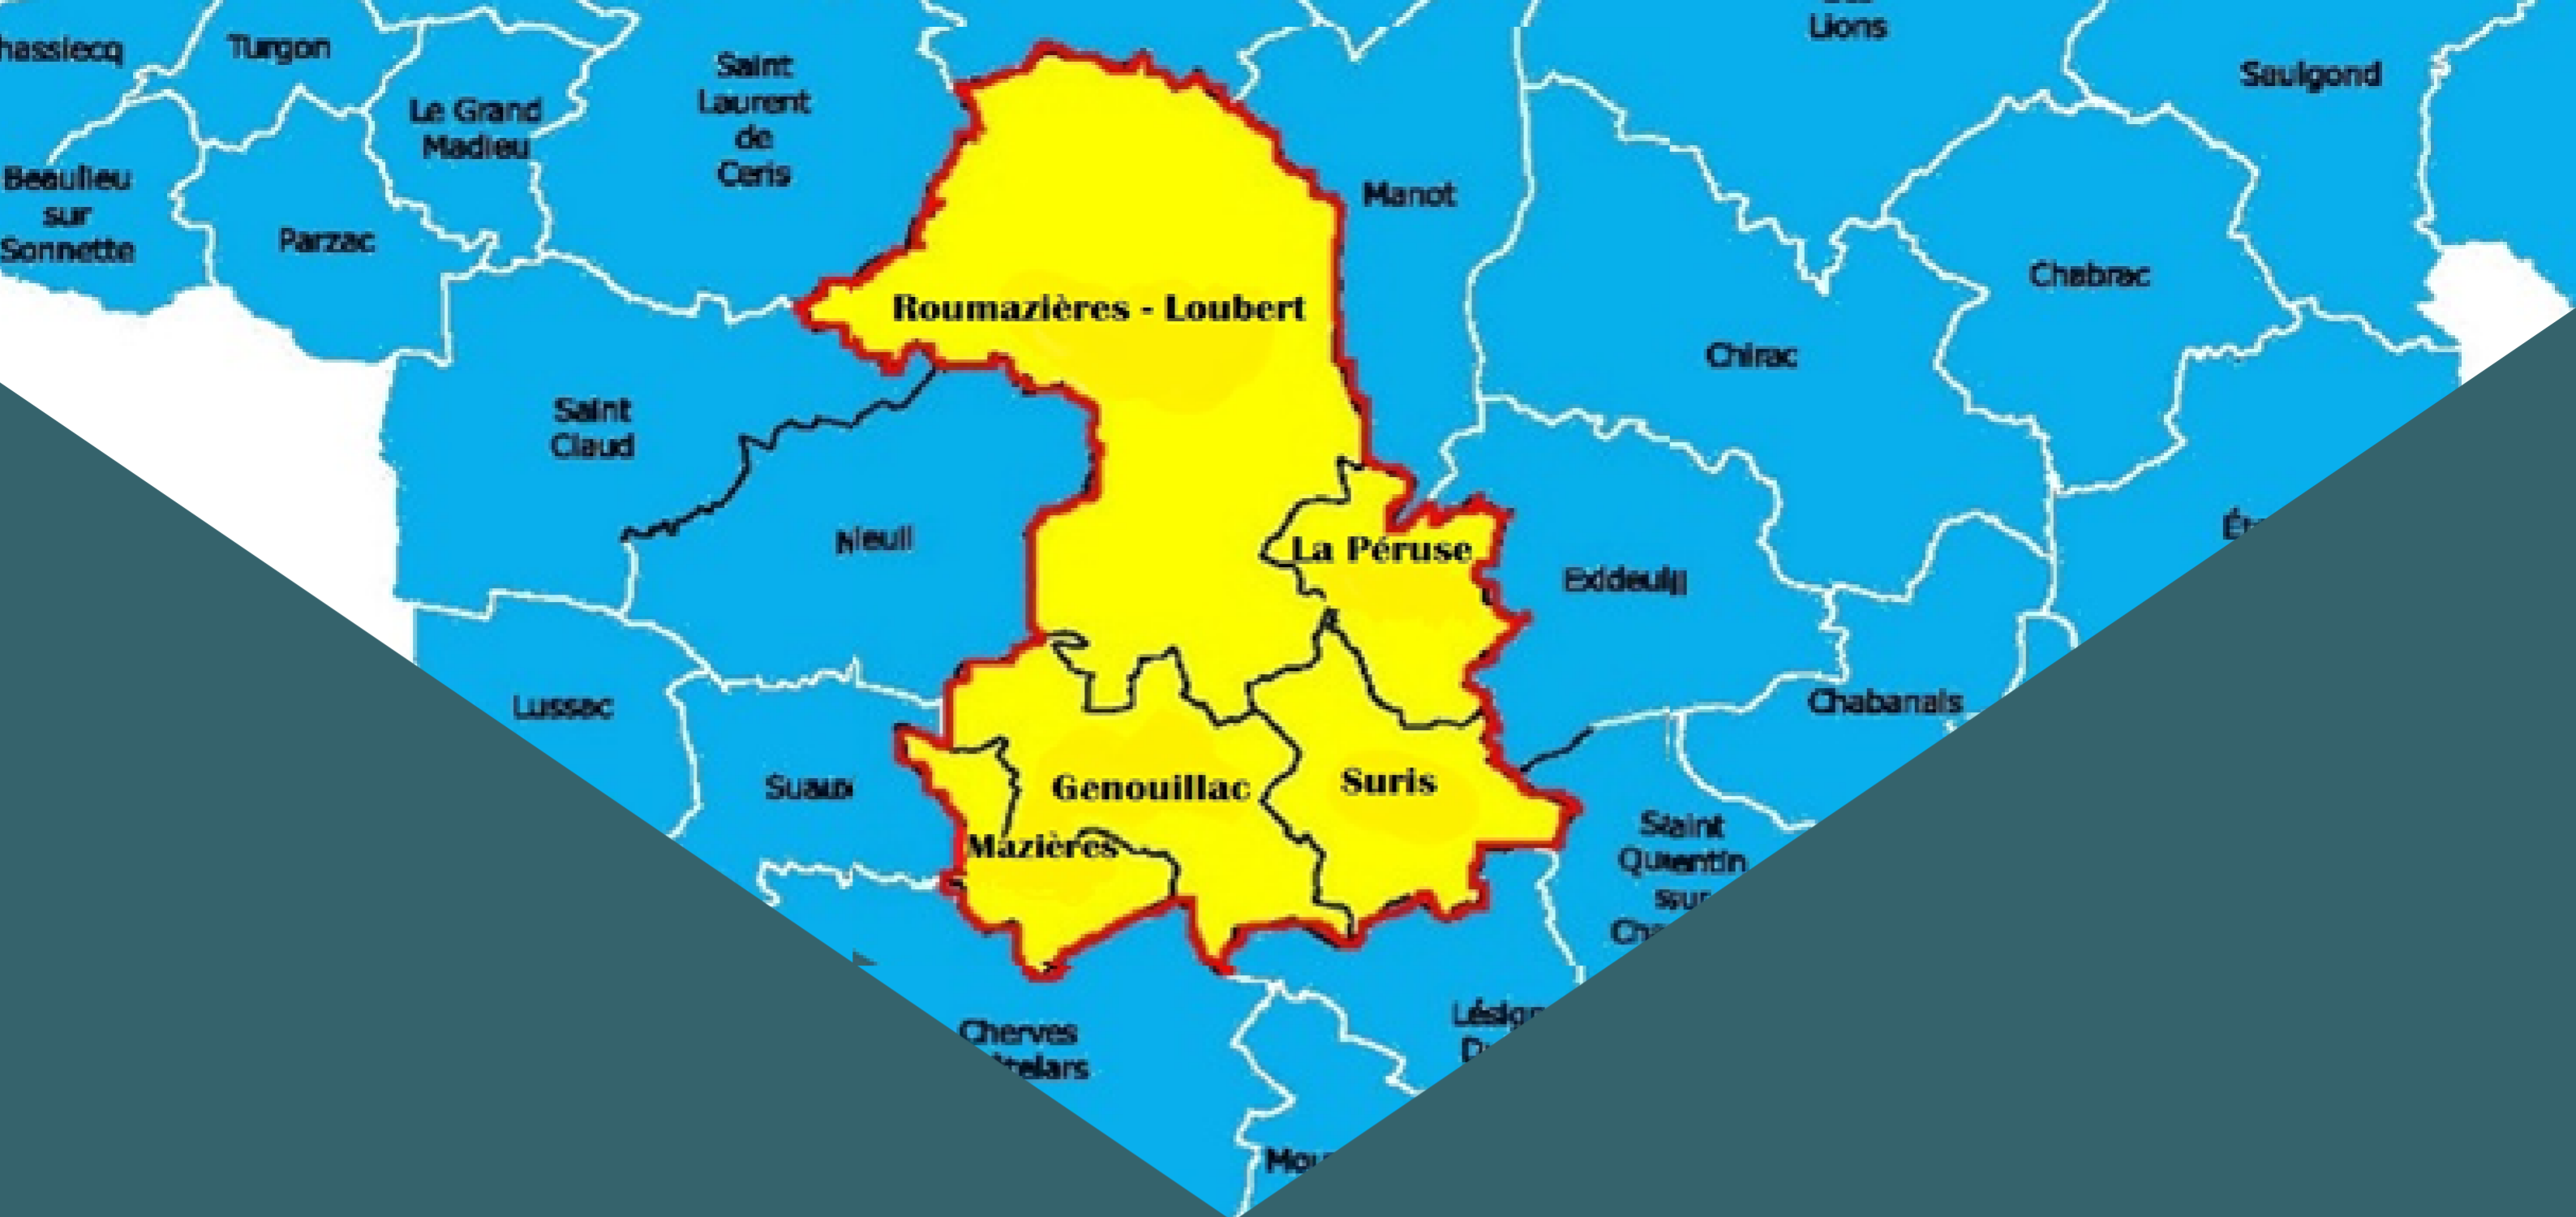 Turgon
Le Grand
Madieu
Saint
Laurent
de
Ceris
Lions
Saulgond
Beaulieu
sur
Sonnette
Parzac
Manot
Chabrac
Roumazières - Loubert
Chirac
Saint
Claud
Nieuil
La Péruse
Exideuil
Lussac
Chabanais
Suaux
Genouillac
Suris
Mazières
Saint
Quentin
sur
Cherves